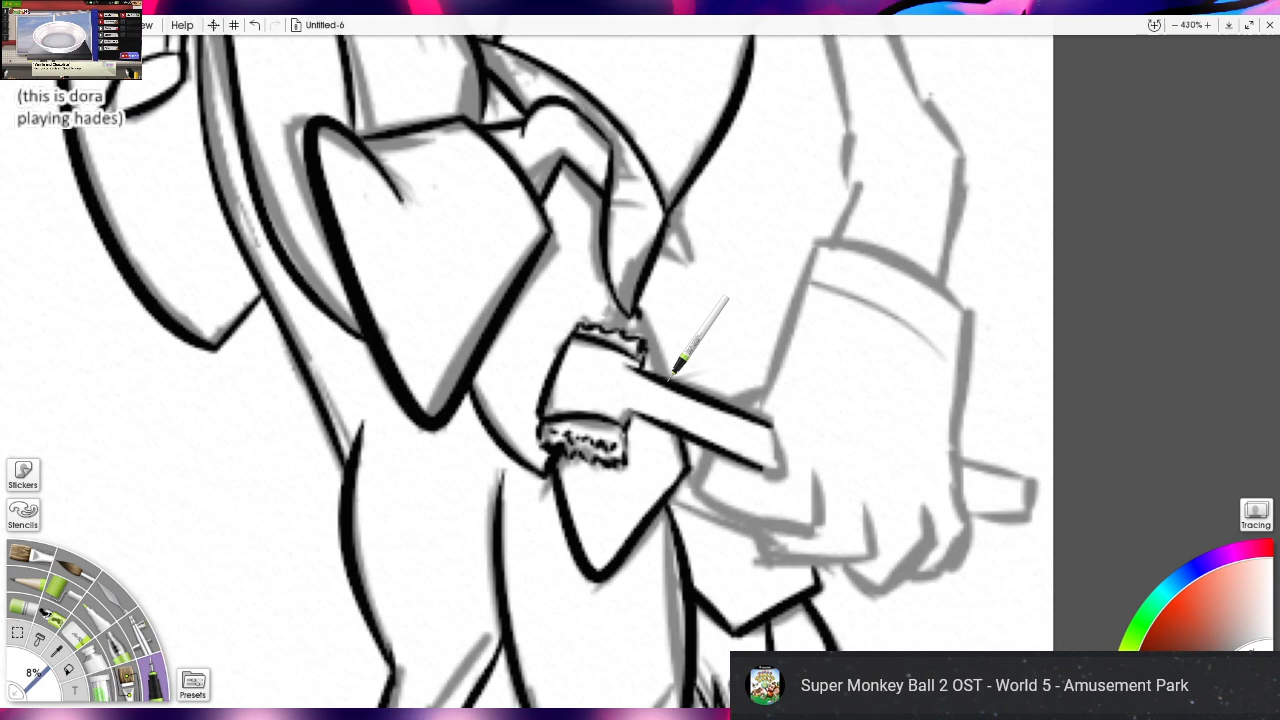 ew Help Untitled-6 430%
(this is dora
playing hades)
Stickers
Stencils
Tracing
8%
T
Presets
Super Monkey Ball 2 OST - World 5 - Amusement Park